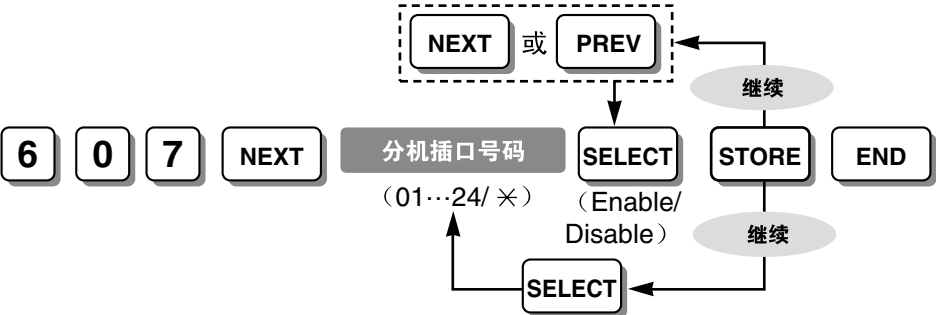 NEXT 或 PREV
继续
6 0 7 NEXT 分机插口号码 SELECT STORE END
(01···24/ ✳) (Enable/
Disable)
继续
SELECT